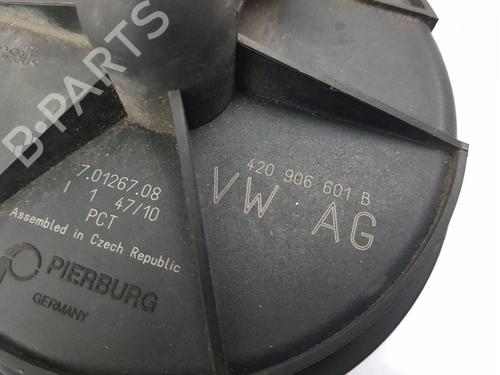 B-PARTS
7.01267.08
I 1 47/10
PCT
Assembled in Czech Republic
PIERBURG
GERMANY
420 906 601 B
VW AG